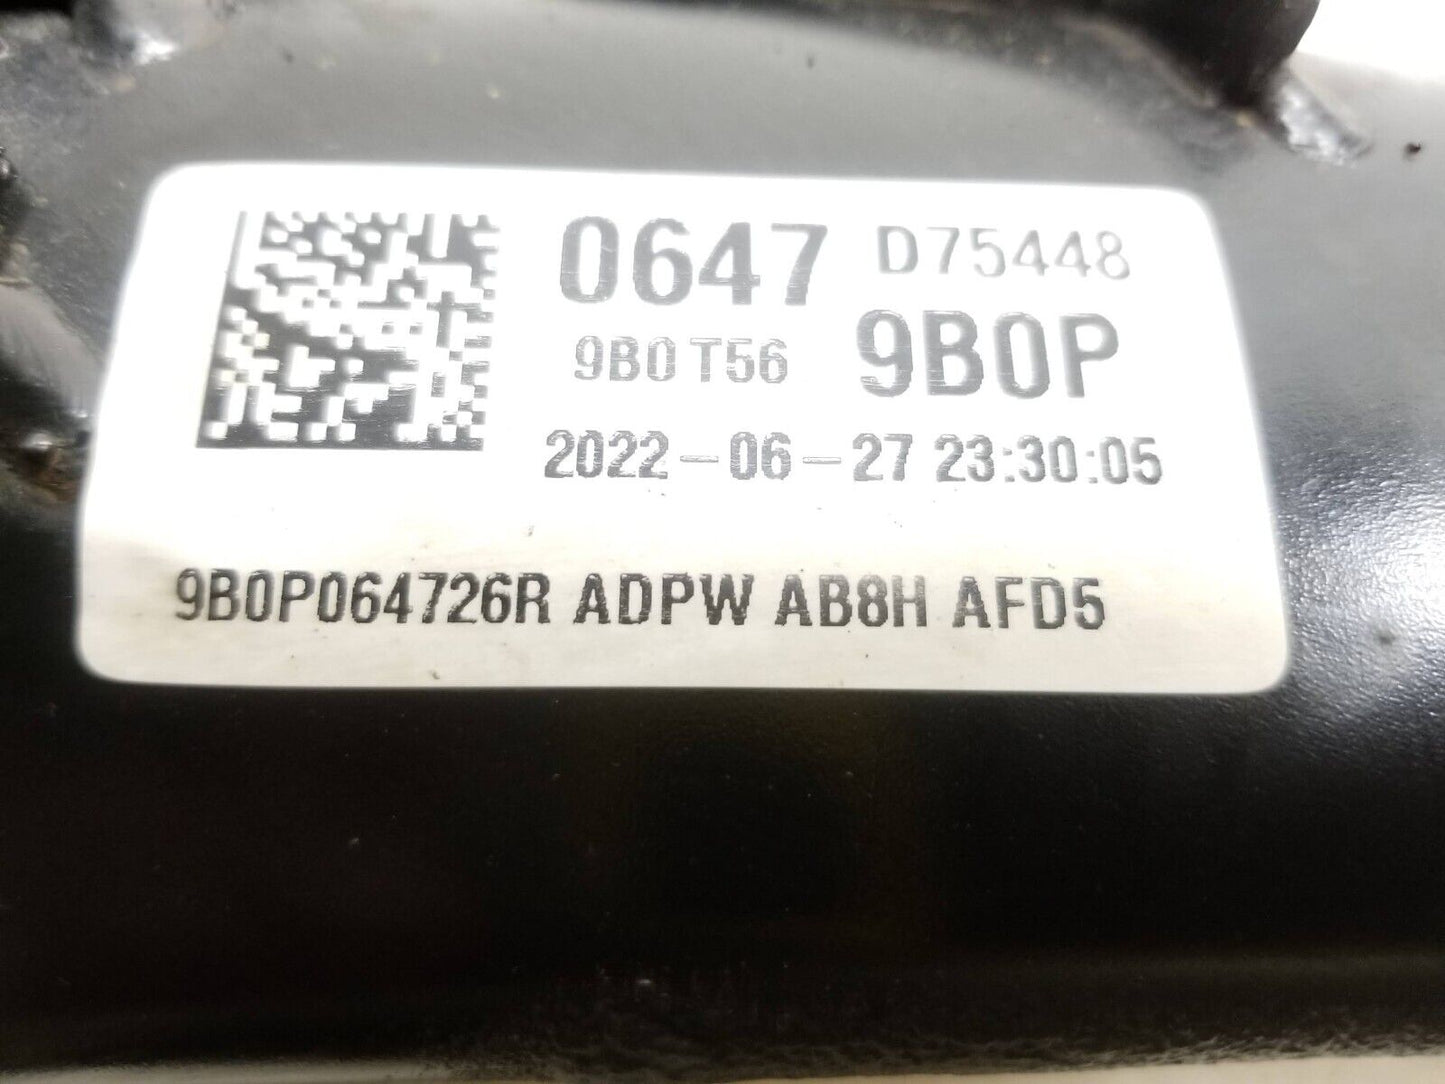 0647 D75448
9B0T56 9B0P
2022-06-27 23:30:05
9B0P064726R ADPW AB8H AFD5